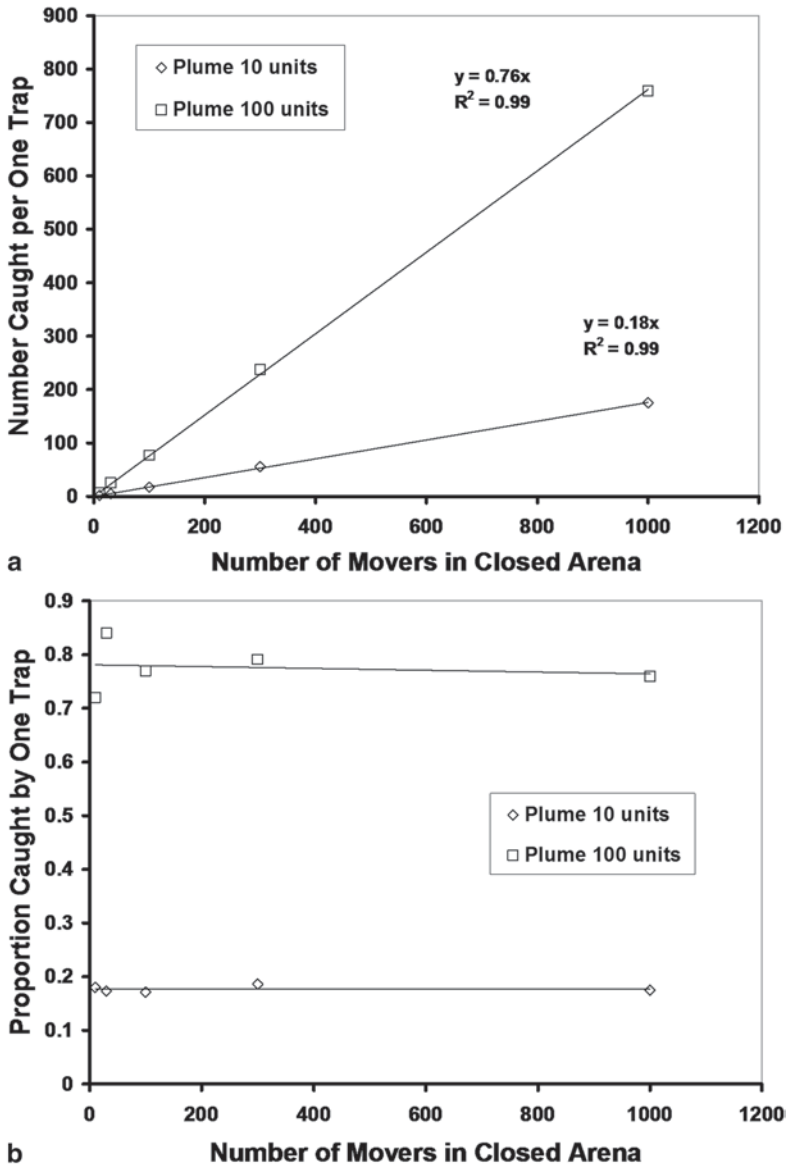 900
800
700
600
500
400
300
200
100
0
Number Caught per One Trap
Plume 10 units
Plume 100 units
y = 0.76x
R² = 0.99
y = 0.18x
R² = 0.99
0 200 400 600 800 1000 1200
a Number of Movers in Closed Arena
0.9
0.8
0.7
0.6
0.5
0.4
0.3
0.2
0.1
0
Proportion Caught by One Trap
Plume 10 units
Plume 100 units
0 200 400 600 800 1000 1200
b Number of Movers in Closed Arena